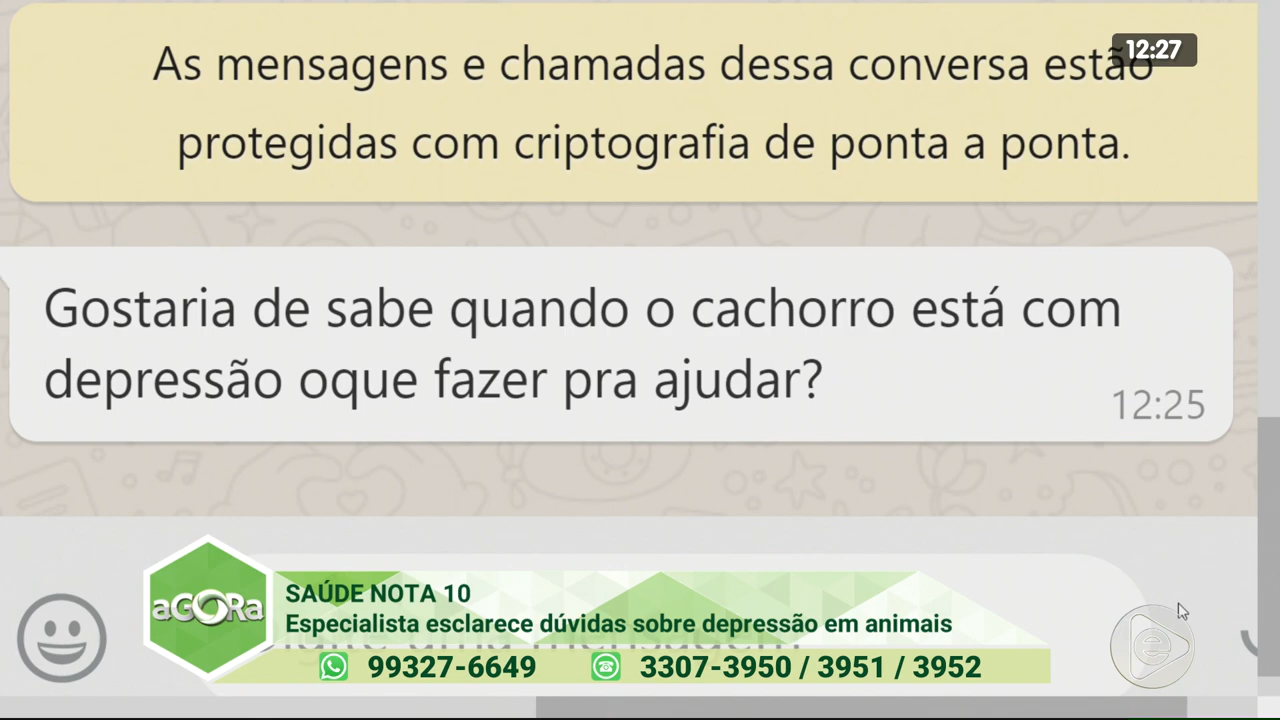 As mensagens e chamadas dessa conversa estão
12:27
protegidas com criptografia de ponta a ponta.
Gostaria de sabe quando o cachorro está com
depressão oque fazer pra ajudar?
12:25
aGORa
SAÚDE NOTA 10
Especialista esclarece dúvidas sobre depressão em animais
99327-6649
3307-3950 / 3951 / 3952
e